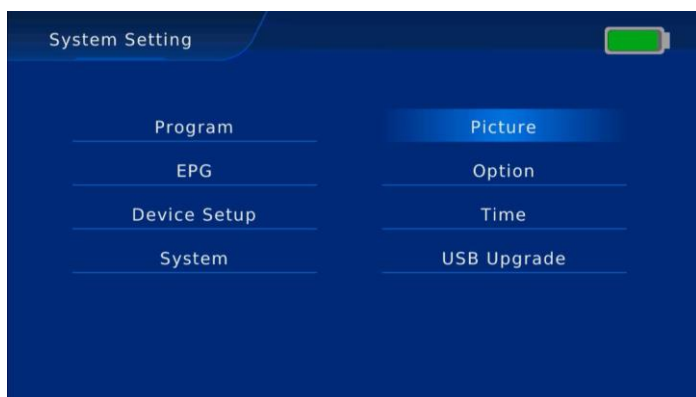 System Setting
Program
Picture
EPG
Option
Device Setup
Time
System
USB Upgrade